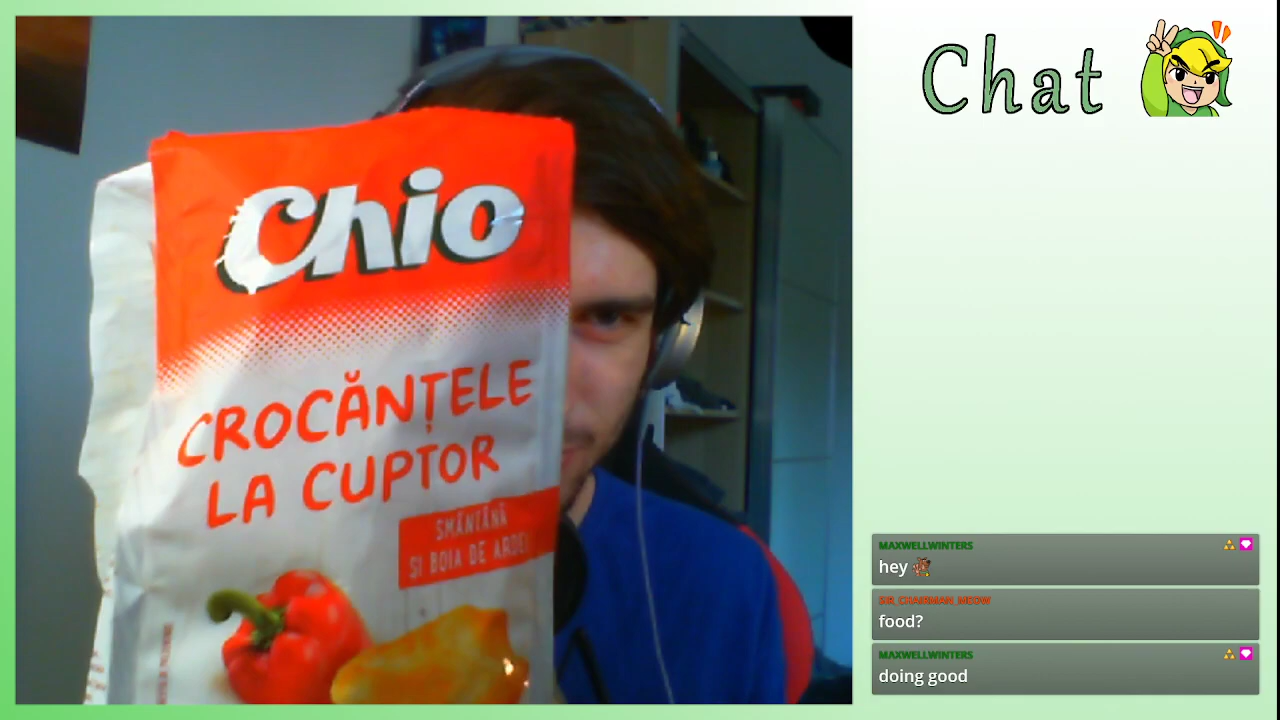 Chio
CROCĂNȚELE
LA CUPTOR
SMÂNTÂNĂ
ȘI BOIA DE ARDEI
Chat
MAXWELLWINTERS
hey
SIR_CHAIRMAN_MEOW
food?
MAXWELLWINTERS
doing good